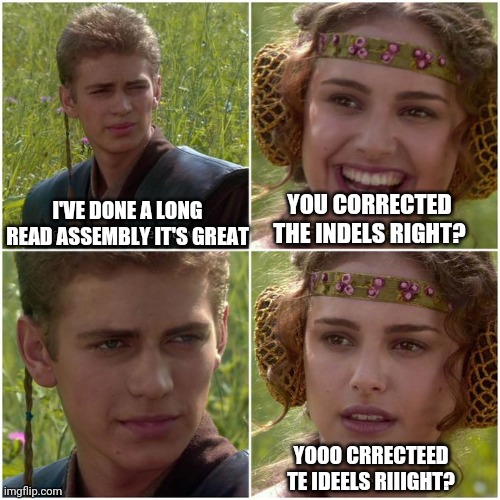 I'VE DONE A LONG
READ ASSEMBLY IT'S GREAT
YOU CORRECTED
THE INDELS RIGHT?
YOOO CRRECTEED
TE IDEELS RIIIGHT?
imgflip.com